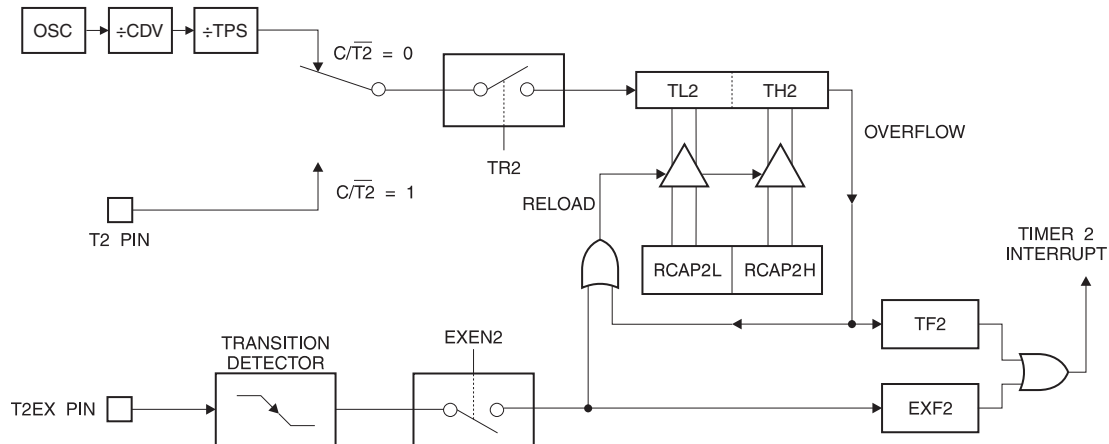 OSC
÷CDV
÷TPS
C/T2 = 0
TR2
TL2
TH2
OVERFLOW
C/T2 = 1
T2 PIN
RELOAD
RCAP2L
RCAP2H
TIMER 2
INTERRUPT
TF2
TRANSITION
DETECTOR
EXEN2
T2EX PIN
EXF2